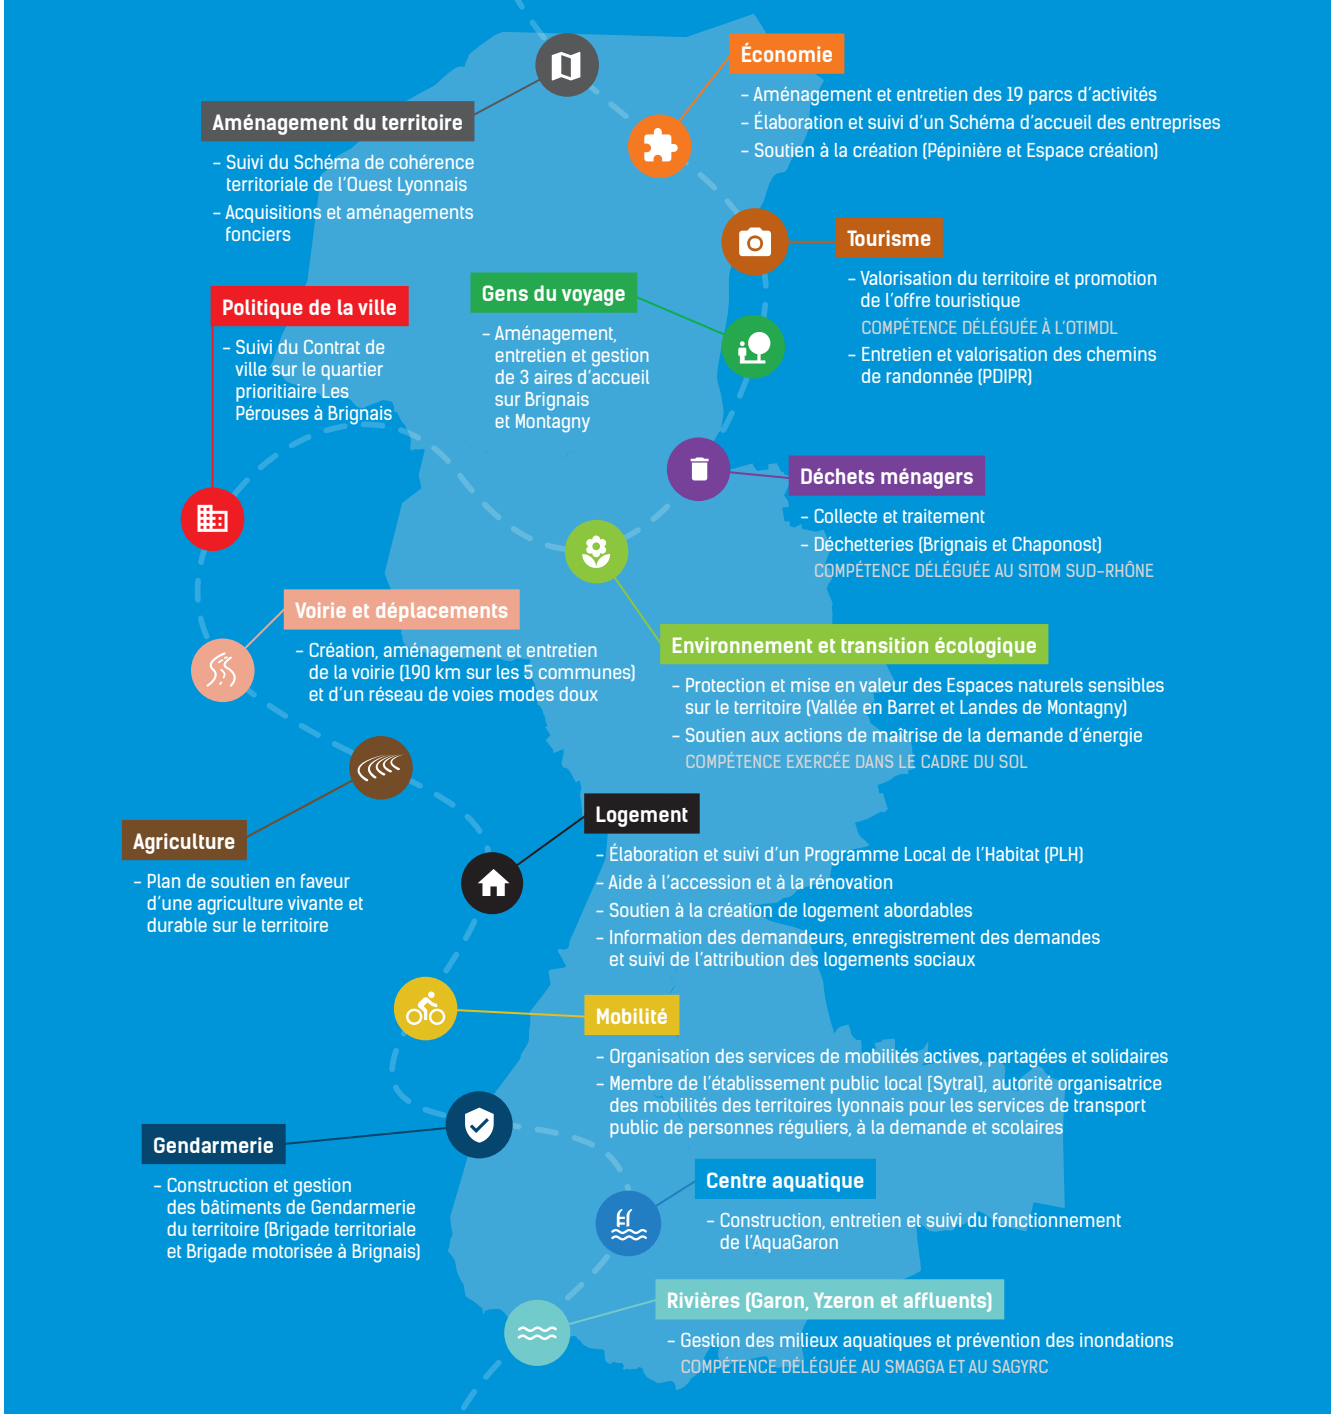 Économie
– Aménagement et entretien des 19 parcs d'activités
– Élaboration et suivi d'un Schéma d'accueil des entreprises
– Soutien à la création (Pépinière et Espace création)
Aménagement du territoire
– Suivi du Schéma de cohérence
territoriale de l'Ouest Lyonnais
– Acquisitions et aménagements
fonciers
Tourisme
– Valorisation du territoire et promotion
de l'offre touristique
COMPÉTENCE DÉLÉGUÉE À L'OTIMDL
– Entretien et valorisation des chemins
de randonnée (PDIPR)
Politique de la ville
– Suivi du Contrat de
ville sur le quartier
prioritiaire Les
Pérouses à Brignais
Gens du voyage
– Aménagement,
entretien et gestion
de 3 aires d'accueil
sur Brignais
et Montagny
Déchets ménagers
– Collecte et traitement
– Déchetteries (Brignais et Chaponost)
COMPÉTENCE DÉLÉGUÉE AU SITOM SUD-RHÔNE
Voirie et déplacements
– Création, aménagement et entretien
de la voirie (190 km sur les 5 communes)
et d'un réseau de voies modes doux
Environnement et transition écologique
– Protection et mise en valeur des Espaces naturels sensibles
sur le territoire (Vallée en Barret et Landes de Montagny)
– Soutien aux actions de maîtrise de la demande d'énergie
COMPÉTENCE EXERCÉE DANS LE CADRE DU SOL
Agriculture
– Plan de soutien en faveur
d'une agriculture vivante et
durable sur le territoire
Logement
– Élaboration et suivi d'un Programme Local de l'Habitat (PLH)
– Aide à l'accession et à la rénovation
– Soutien à la création de logement abordables
– Information des demandeurs, enregistrement des demandes
et suivi de l'attribution des logements sociaux
Mobilité
– Organisation des services de mobilités actives, partagées et solidaires
– Membre de l'établissement public local [Sytral], autorité organisatrice
des mobilités des territoires lyonnais pour les services de transport
public de personnes réguliers, à la demande et scolaires
Gendarmerie
– Construction et gestion
des bâtiments de Gendarmerie
du territoire (Brigade territoriale
et Brigade motorisée à Brignais)
Centre aquatique
– Construction, entretien et suivi du fonctionnement
de l'AquaGaron
Rivières (Garon, Yzeron et affluents)
– Gestion des milieux aquatiques et prévention des inondations
COMPÉTENCE DÉLÉGUÉE AU SMAGGA ET AU SAGYRC